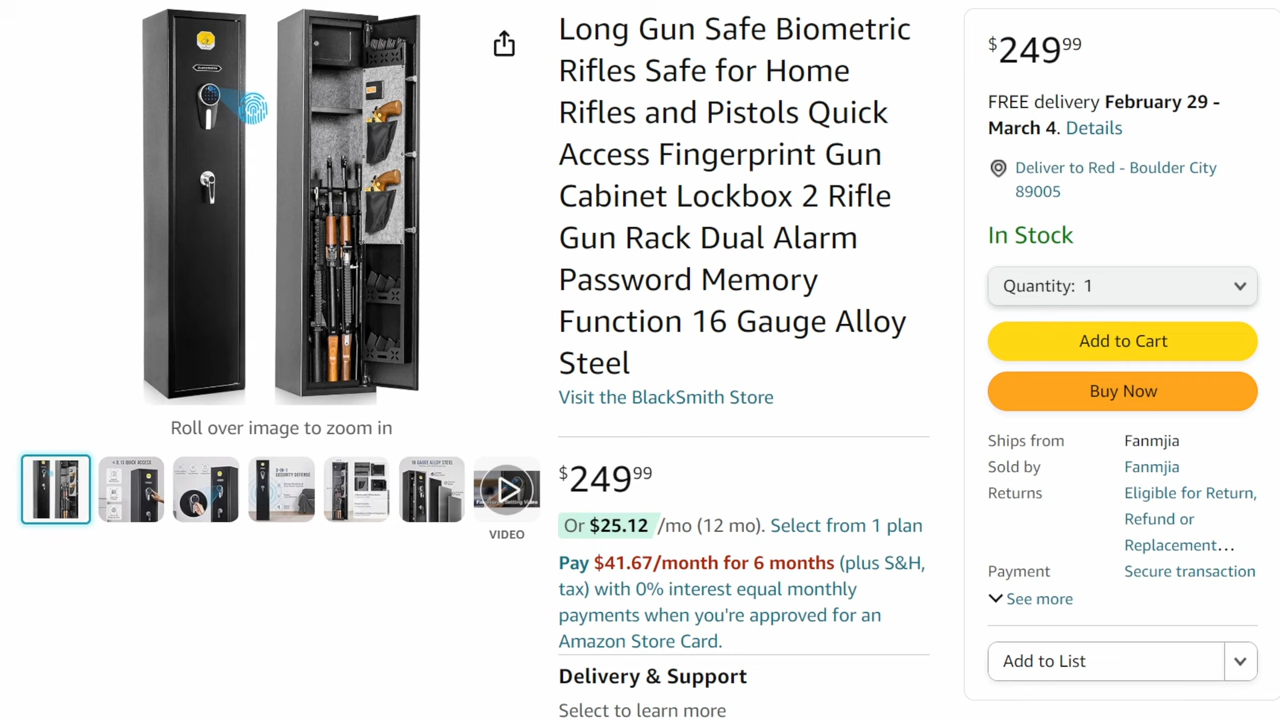 Long Gun Safe Biometric
Rifles Safe for Home
Rifles and Pistols Quick
Access Fingerprint Gun
Cabinet Lockbox 2 Rifle
Gun Rack Dual Alarm
Password Memory
Function 16 Gauge Alloy
Steel
Visit the BlackSmith Store
$249 99
Or $25.12 /mo (12 mo). Select from 1 plan
Pay $41.67/month for 6 months (plus S&H,
tax) with 0% interest equal monthly
payments when you're approved for an
Amazon Store Card.
Delivery & Support
Select to learn more
Roll over image to zoom in
VIDEO
$249 99
FREE delivery February 29 -
March 4. Details
Deliver to Red - Boulder City
89005
In Stock
Quantity: 1
Add to Cart
Buy Now
Ships from Fanmjia
Sold by Fanmjia
Returns Eligible for Return,
Refund or
Replacement…
Payment Secure transaction
See more
Add to List